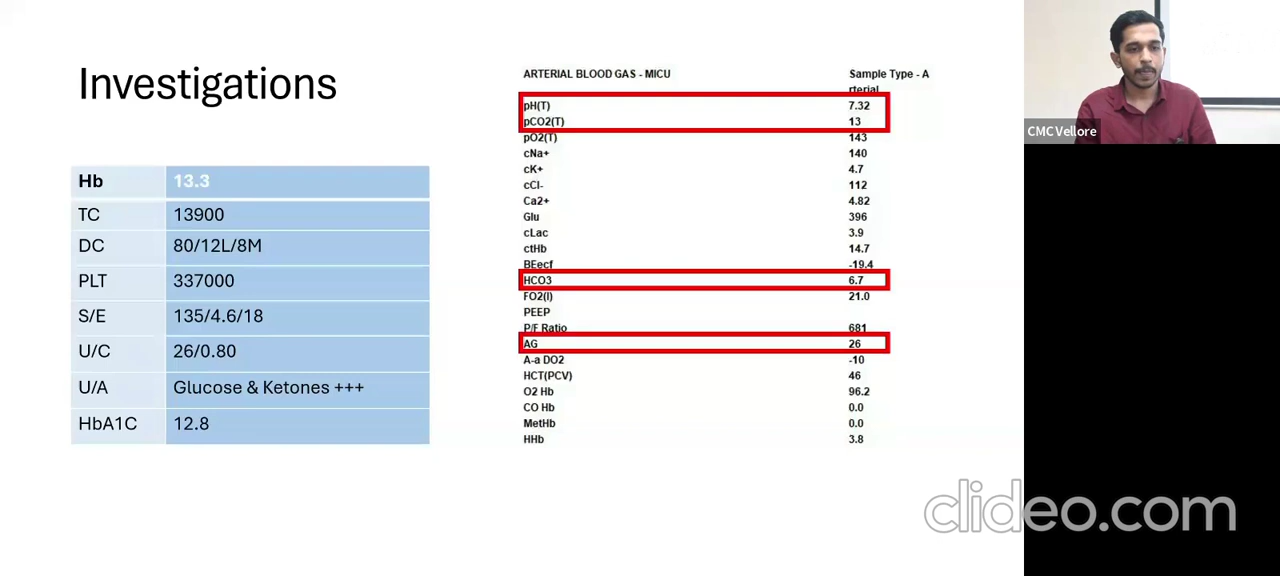 Investigations
Hb 13.3
TC 13900
DC 80/12L/8M
PLT 337000
S/E 135/4.6/18
U/C 26/0.80
U/A Glucose & Ketones +++
HbA1C 12.8
ARTERIAL BLOOD GAS - MICU Sample Type - A
rterial
pH(T) 7.32
pCO2(T) 13
pO2(T) 143
cNa+ 140
cK+ 4.7
cCl- 112
Ca2+ 4.82
Glu 396
cLac 3.9
ctHb 14.7
BEecf -19.4
HCO3 6.7
FO2(I) 21.0
PEEP
P/F Ratio 681
AG 26
A-a DO2 -10
HCT(PCV) 46
O2 Hb 96.2
CO Hb 0.0
MetHb 0.0
HHb 3.8
CMC Vellore
clideo.com